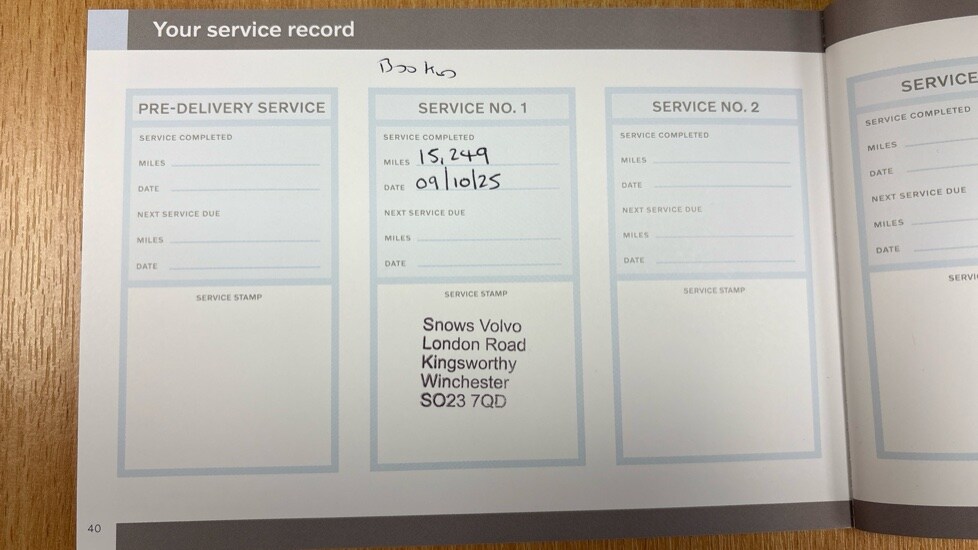 Your service record
PRE-DELIVERY SERVICE
SERVICE COMPLETED
MILES
DATE
NEXT SERVICE DUE
MILES
DATE
SERVICE STAMP
SERVICE NO. 1
SERVICE COMPLETED
MILES 15,249
DATE 09/10/25
NEXT SERVICE DUE
MILES
DATE
SERVICE STAMP
Snows Volvo
London Road
Kingsworthy
Winchester
SO23 7QD
SERVICE NO. 2
SERVICE COMPLETED
MILES
DATE
NEXT SERVICE DUE
MILES
DATE
SERVICE STAMP
SERVICE
SERVICE COMPLETED
MILES
DATE
NEXT SERVICE DUE
MILES
DATE
40